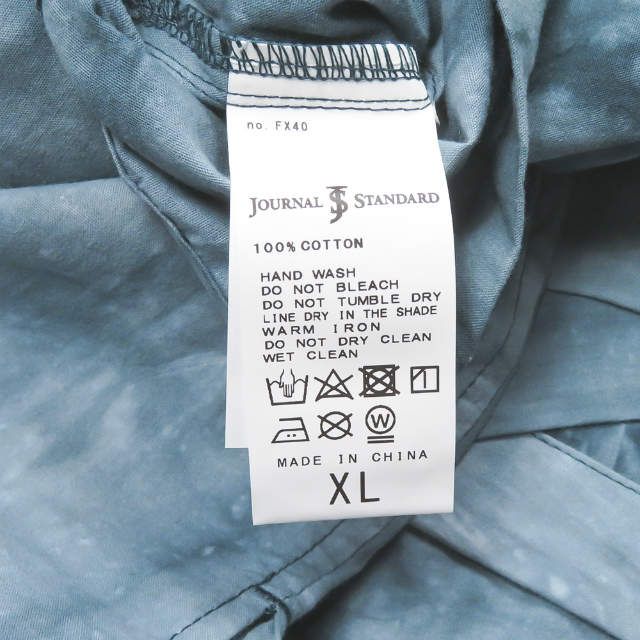 no. FX40
JOURNAL JS STANDARD
100% COTTON
HAND WASH
DO NOT BLEACH
DO NOT TUMBLE DRY
LINE DRY IN THE SHADE
WARM IRON
DO NOT DRY CLEAN
WET CLEAN
W
MADE IN CHINA
XL